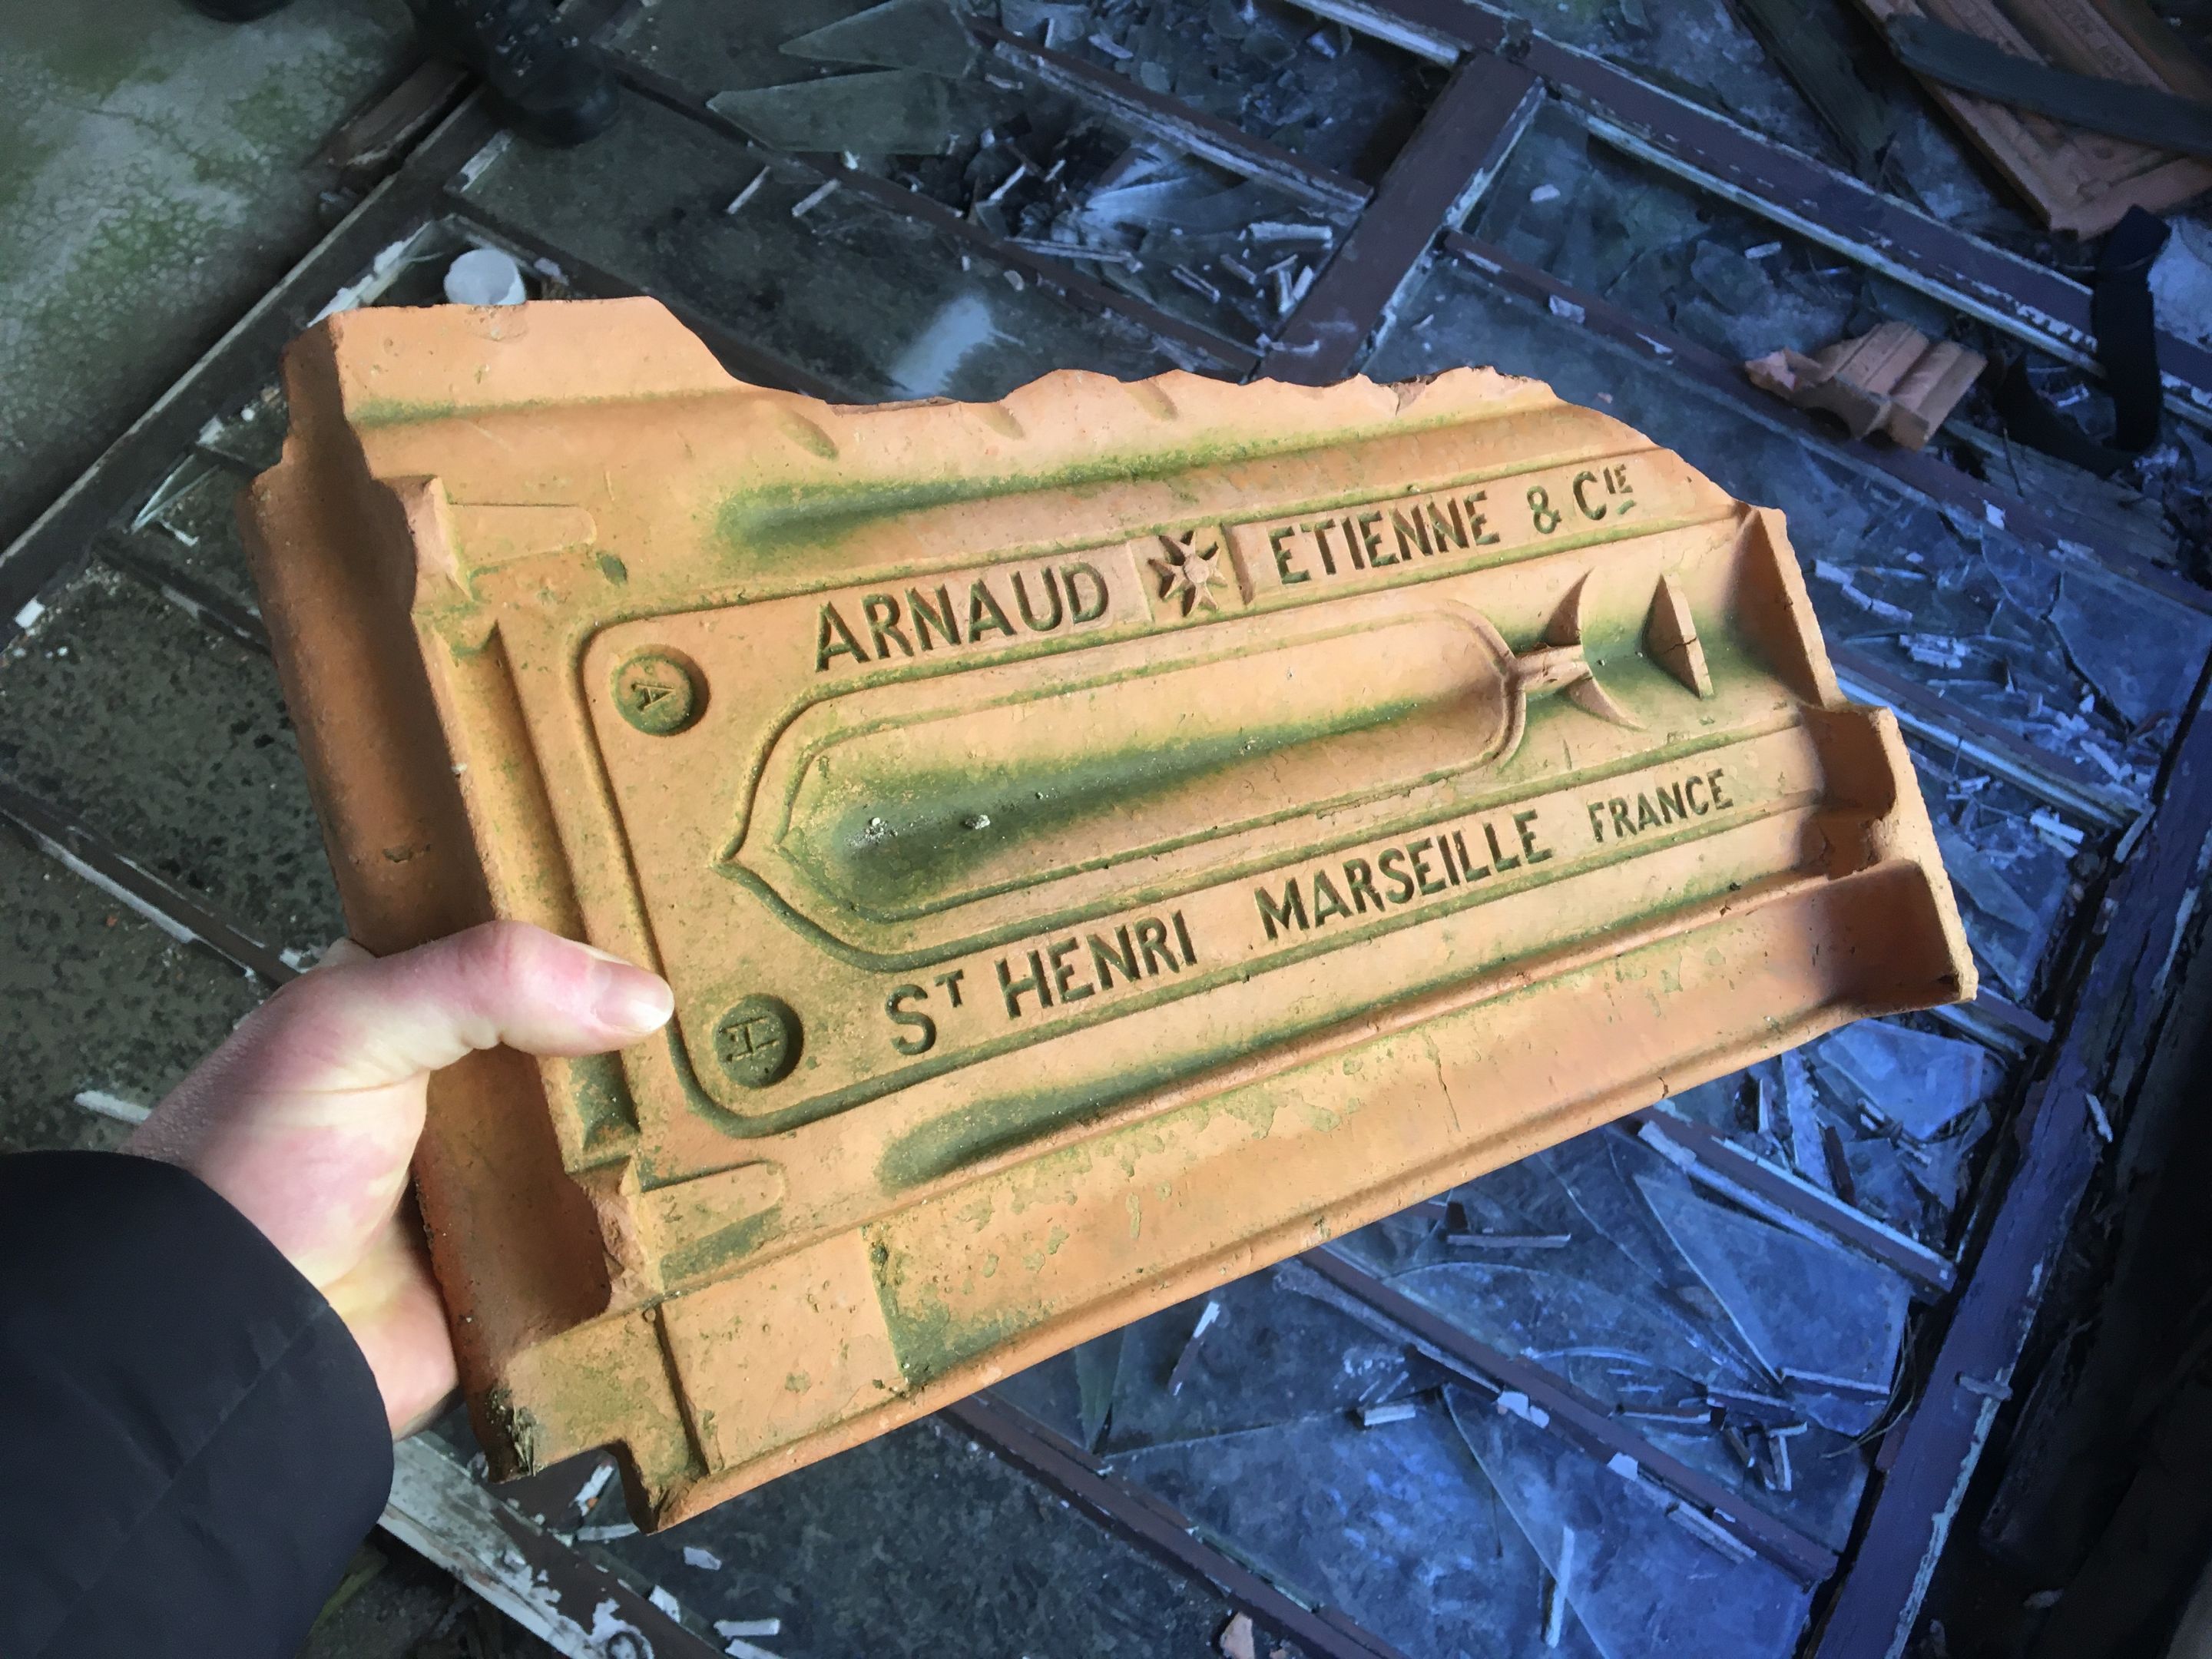 ARNAUD ETIENNE & CIE
A
ST HENRI MARSEILLE FRANCE
H